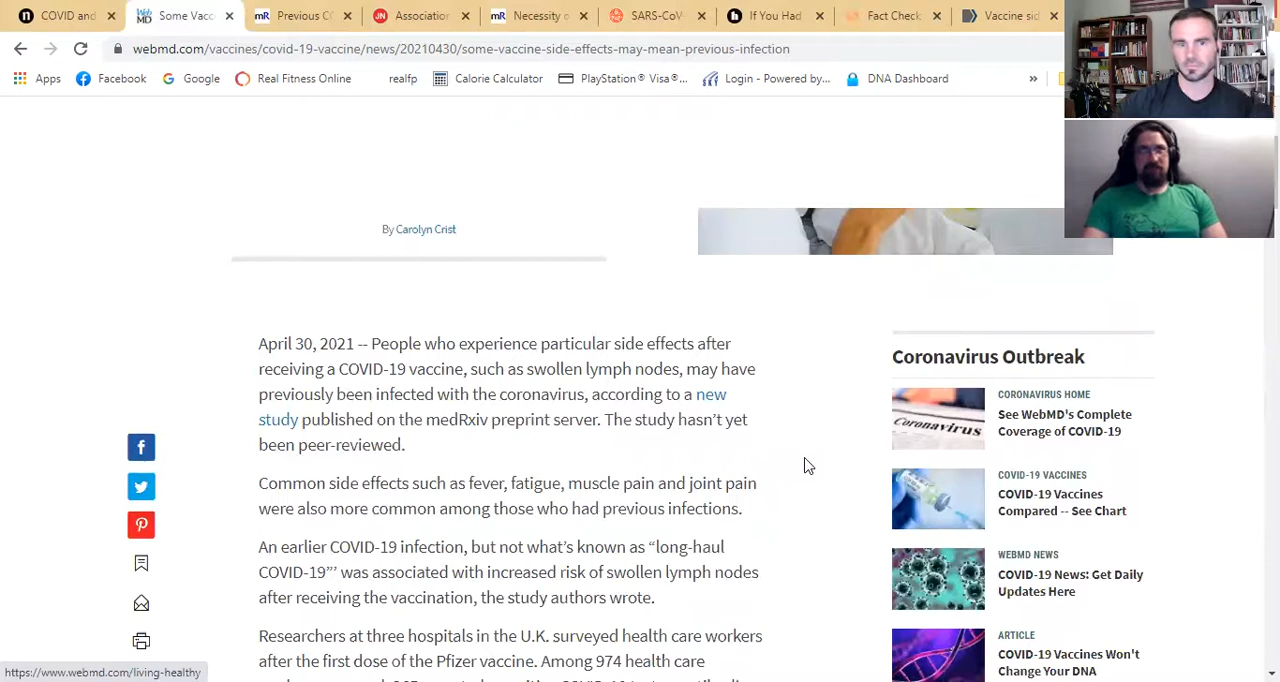 COVID and
Some Vacc
Previous C
Association
Necessity o
SARS-CoV
If You Had
Fact Check
Vaccine sid
webmd.com/vaccines/covid-19-vaccine/news/20210430/some-vaccine-side-effects-may-mean-previous-infection
Apps
Facebook
Google
Real Fitness Online
realfp
Calorie Calculator
PlayStation® Visa®...
Login - Powered by...
DNA Dashboard
»
By Carolyn Crist
April 30, 2021 -- People who experience particular side effects after
receiving a COVID-19 vaccine, such as swollen lymph nodes, may have
previously been infected with the coronavirus, according to a new
study published on the medRxiv preprint server. The study hasn’t yet
been peer-reviewed.
Common side effects such as fever, fatigue, muscle pain and joint pain
were also more common among those who had previous infections.
An earlier COVID-19 infection, but not what’s known as “long-haul
COVID-19”’ was associated with increased risk of swollen lymph nodes
after receiving the vaccination, the study authors wrote.
Researchers at three hospitals in the U.K. surveyed health care workers
after the first dose of the Pfizer vaccine. Among 974 health care
Coronavirus Outbreak
Coronavirus
CORONAVIRUS HOME
See WebMD's Complete
Coverage of COVID-19
COVID-19 VACCINES
COVID-19 Vaccines
Compared -- See Chart
WEBMD NEWS
COVID-19 News: Get Daily
Updates Here
ARTICLE
COVID-19 Vaccines Won't
Change Your DNA
https://www.webmd.com/living-healthy